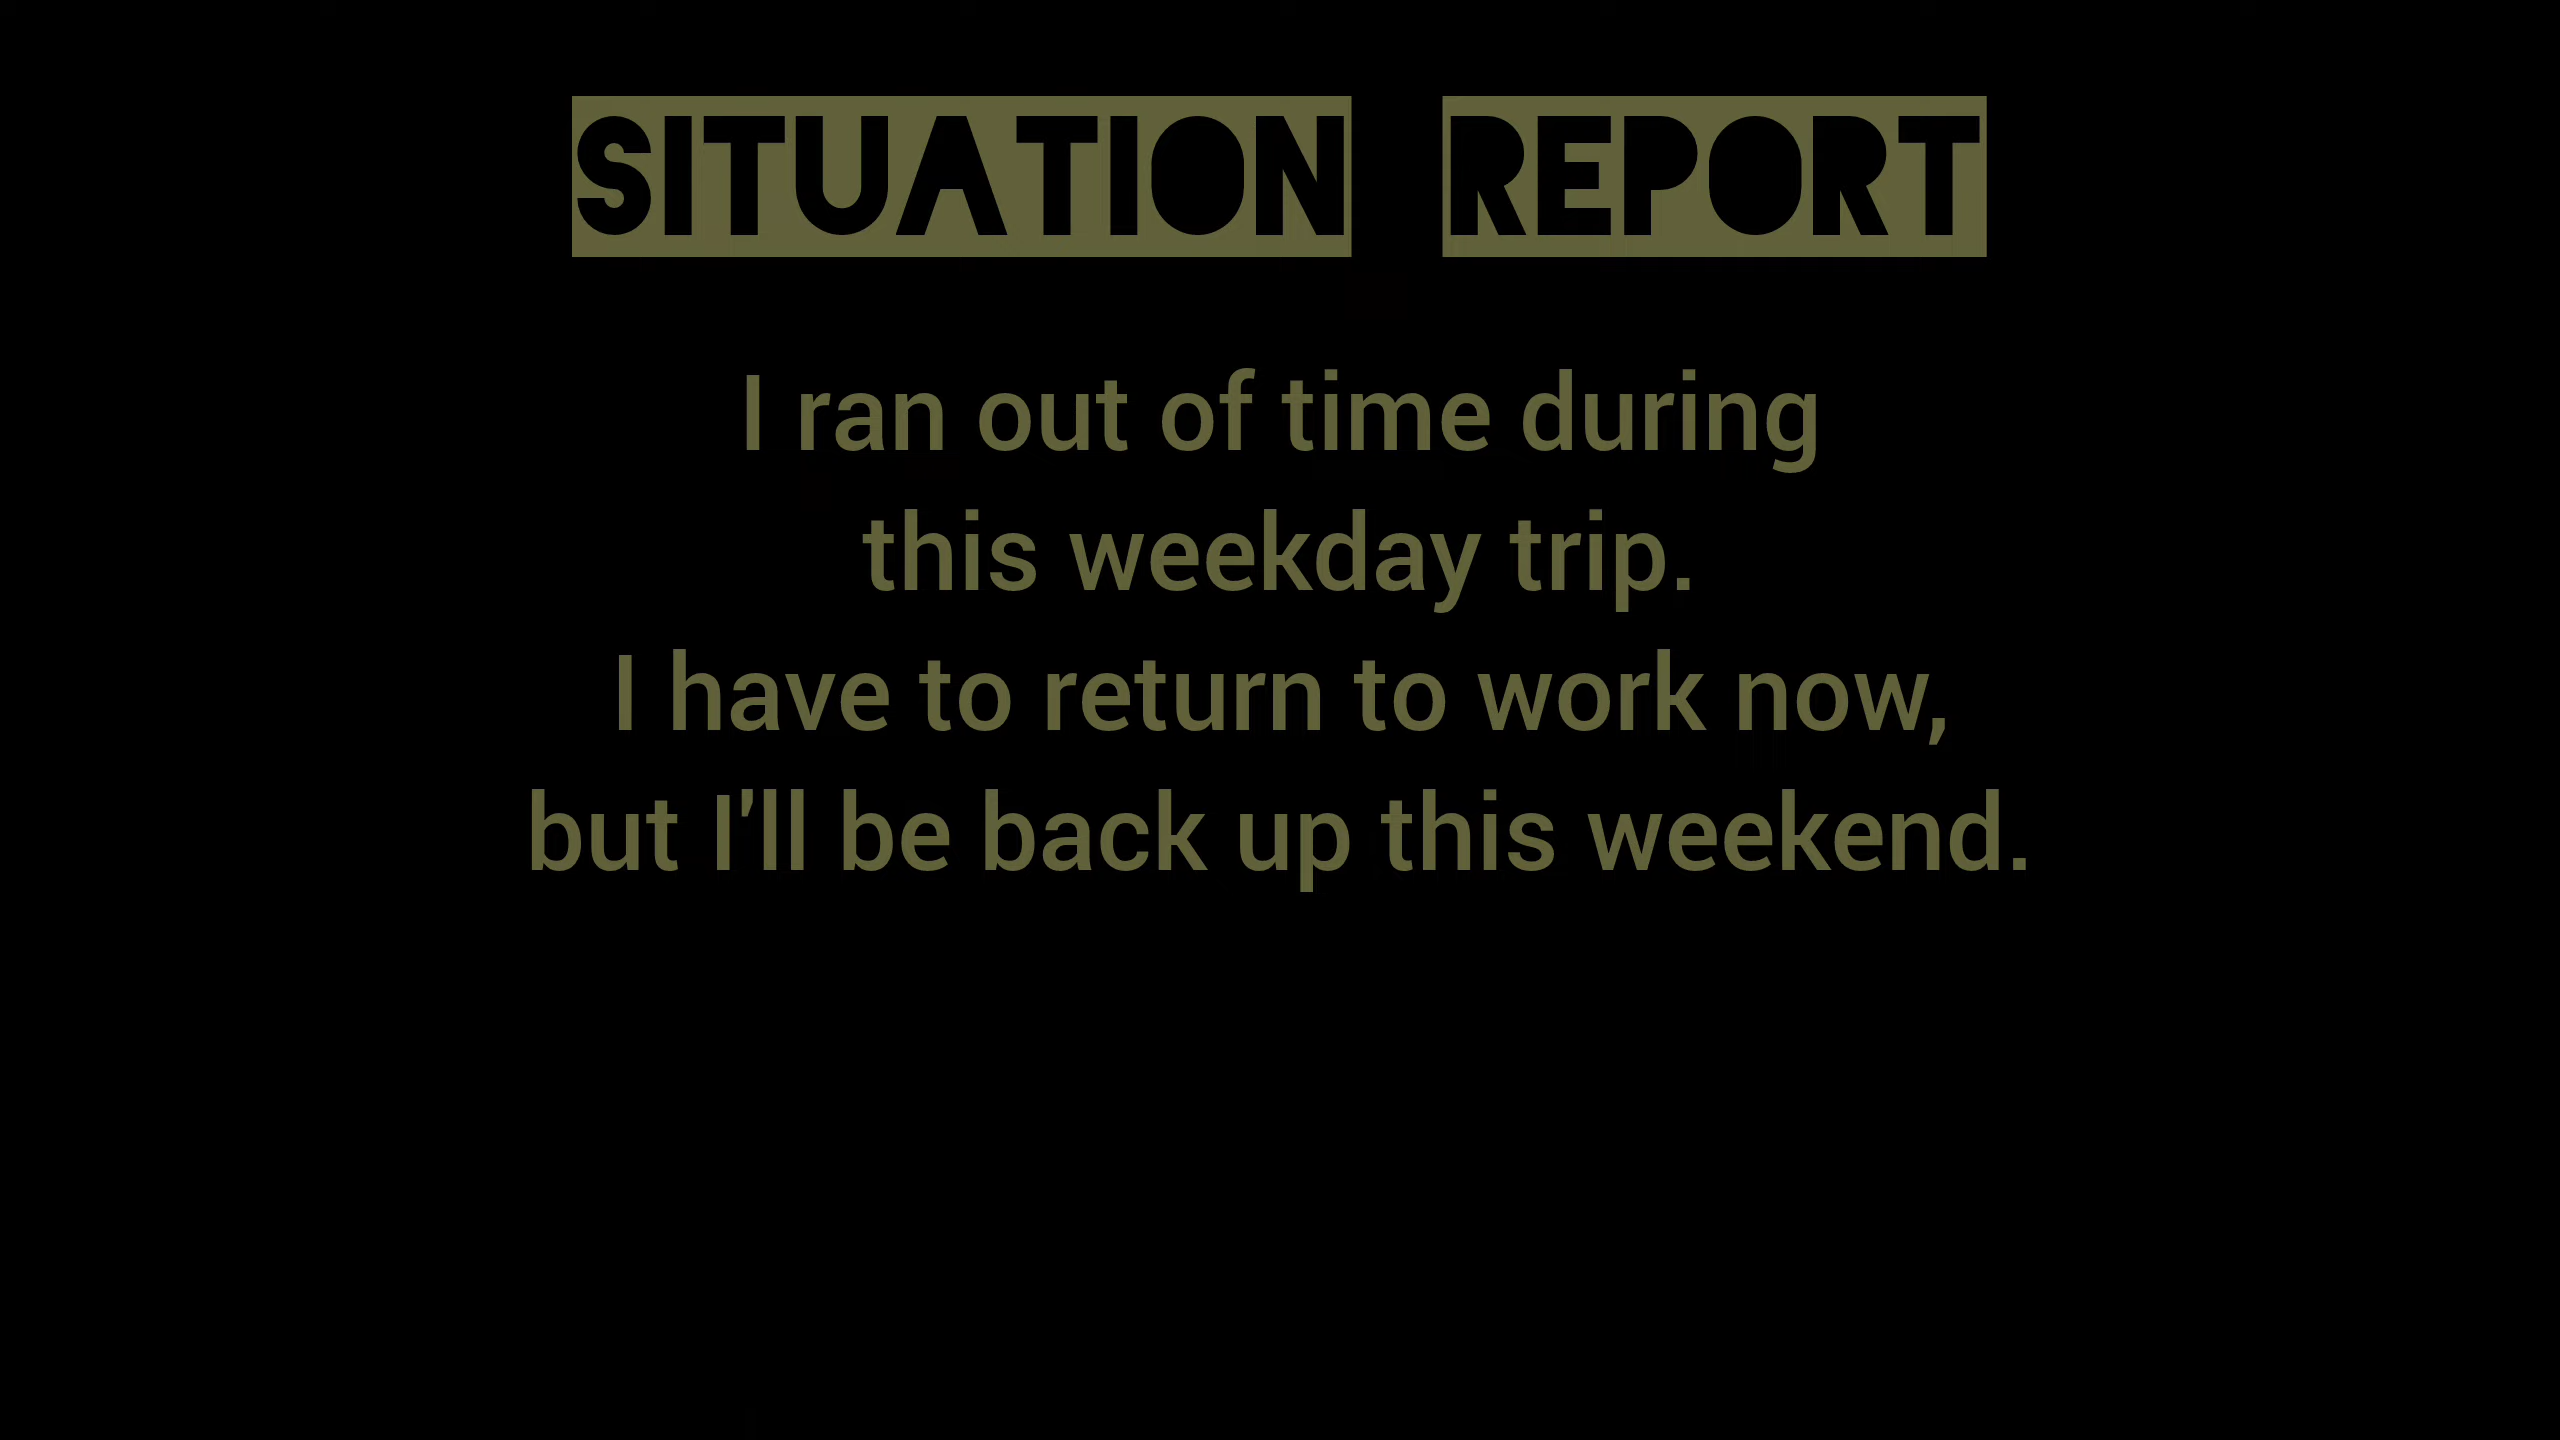 SITUATION REPORT
I ran out of time during
this weekday trip.
I have to return to work now,
but I'll be back up this weekend.